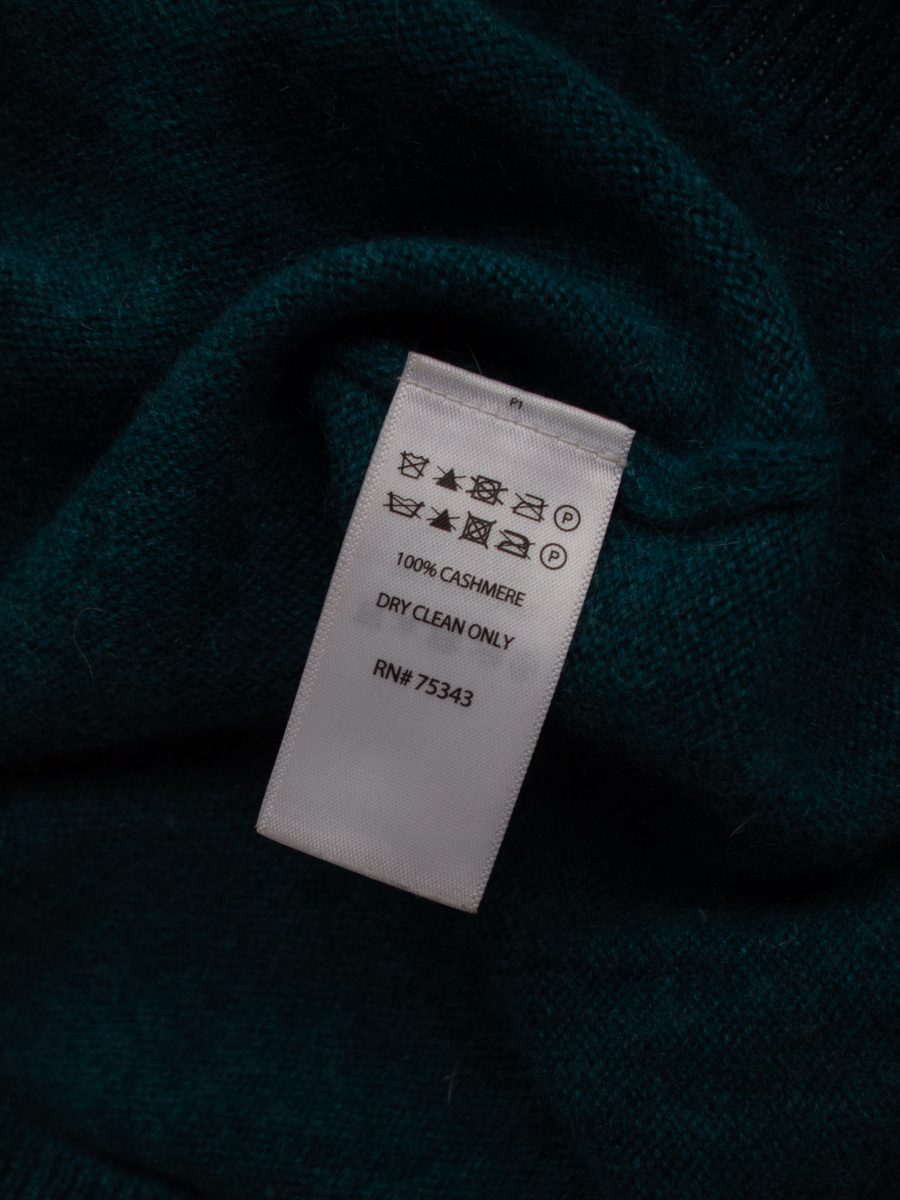 P1
P
P
100% CASHMERE
DRY CLEAN ONLY
RN# 75343